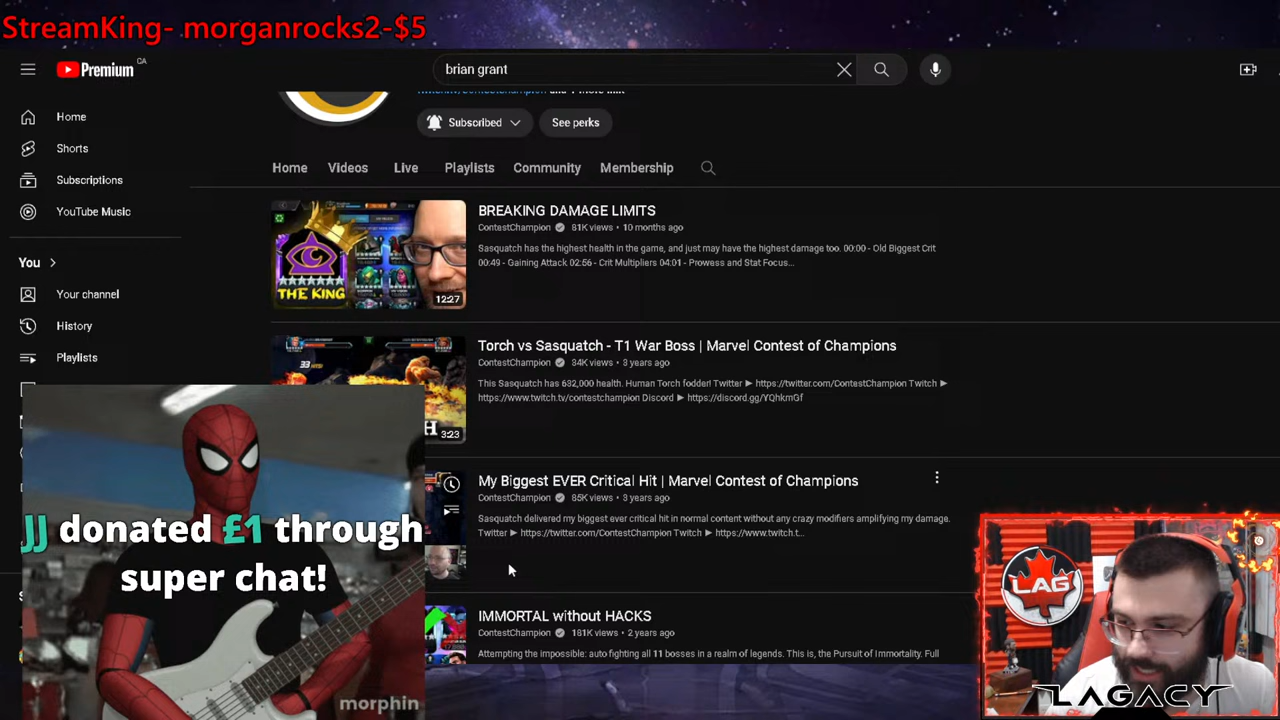 StreamKing- morganrocks2-$5
Premium CA
brian grant
Subscribed
See perks
Home
Shorts
Subscriptions
YouTube Music
You
Your channel
History
Playlists
Home Videos Live Playlists Community Membership
THE KING
12:27
BREAKING DAMAGE LIMITS
ContestChampion 81K views • 10 months ago
Sasquatch has the highest health in the game, and just may have the highest damage too. 00:00 - Old Biggest Crit
00:49 - Gaining Attack 02:56 - Crit Multipliers 04:01 - Prowess and Stat Focus...
33 HITS!
3:23
Torch vs Sasquatch - T1 War Boss | Marvel Contest of Champions
ContestChampion 84K views • 3 years ago
This Sasquatch has 632,000 health. Human Torch fodder! Twitter ► https://twitter.com/ContestChampion Twitch ►
https://www.twitch.tv/contestchampion Discord ► https://discord.gg/YQhkmGf
My Biggest EVER Critical Hit | Marvel Contest of Champions
ContestChampion 85K views • 3 years ago
Sasquatch delivered my biggest ever critical hit in normal content without any crazy modifiers amplifying my damage.
Twitter ► https://twitter.com/ContestChampion Twitch ► https://www.twitch.t...
IMMORTAL without HACKS
ContestChampion 181K views • 2 years ago
Attempting the impossible: auto fighting all 11 bosses in a realm of legends. This is, the Pursuit of Immortality. Full
JJ donated £1 through
super chat!
morphin
LAG
LAGACY